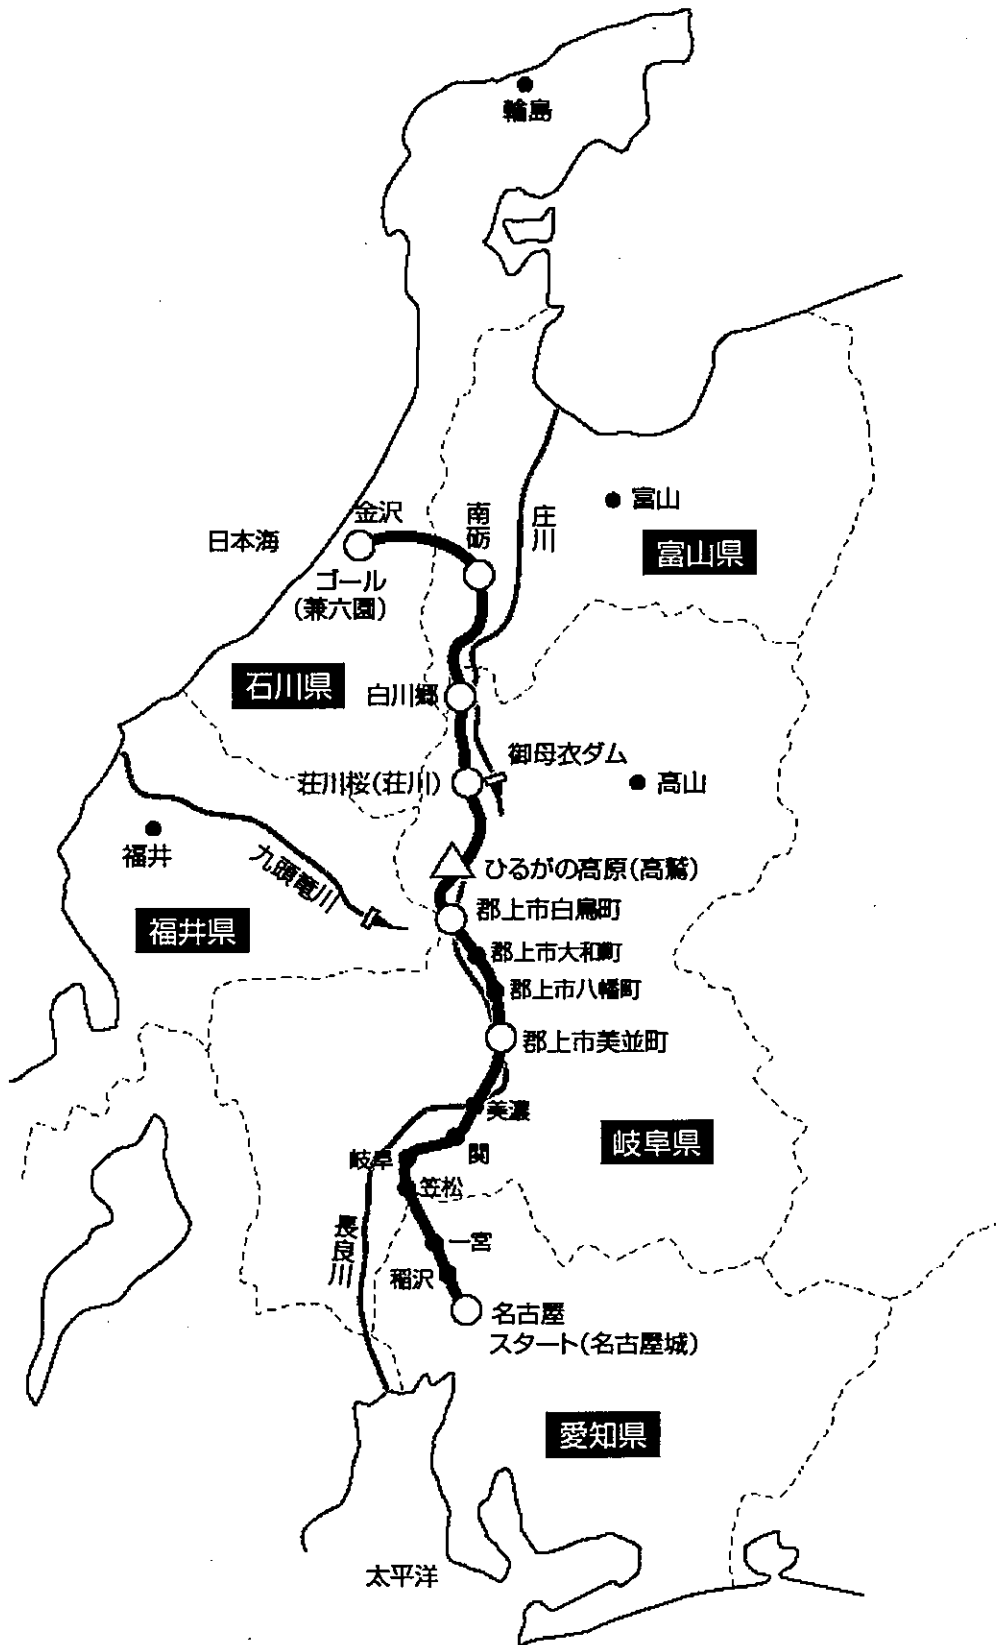 輪島
金沢
南砺
庄川
富山
日本海
富山県
ゴール
(兼六園)
石川県
白川郷
御母衣ダム
荘川桜(荘川)
高山
福井
九頭竜川
ひるがの高原(高鷲)
郡上市白鳥町
福井県
郡上市大和町
郡上市八幡町
郡上市美並町
美濃
岐阜県
関
岐阜
笠松
長良川
一宮
稲沢
名古屋
スタート(名古屋城)
愛知県
太平洋